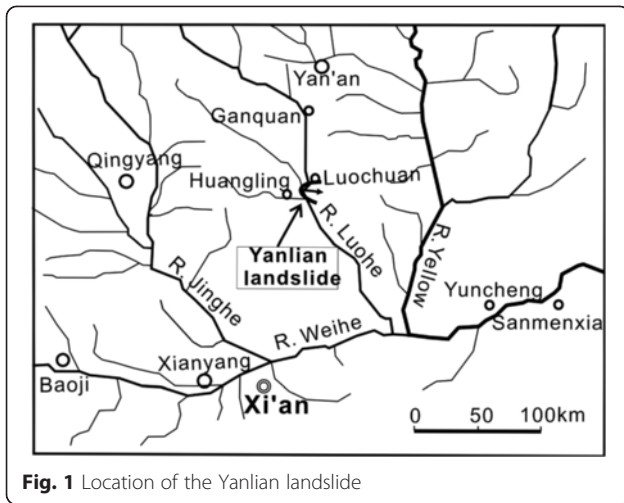 Yan'an
Ganquan
Qingyang
Huangling
Luochuan
Yanlian
landslide
R. Luohe
R. Yellow
R. Jinghe
Yuncheng
Sanmenxia
R. Weihe
Xianyang
Baoji
Xi'an
0 50 100km
Fig. 1 Location of the Yanlian landslide